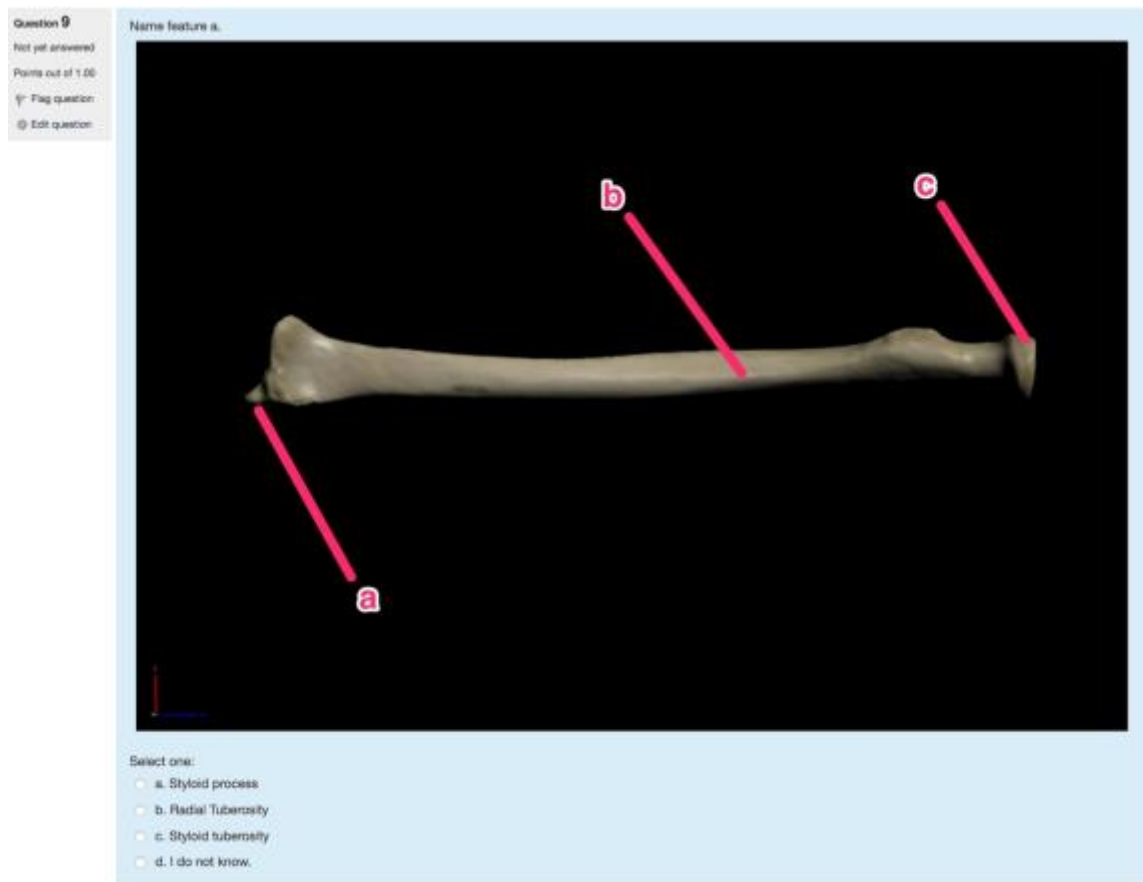 Question 9
Not yet answered
Points out of 1.00
Flag question
Edit question
Name feature a.
b
c
a
Select one:
a. Styloid process
b. Radial Tuberosity
c. Styloid tuberosity
d. I do not know.